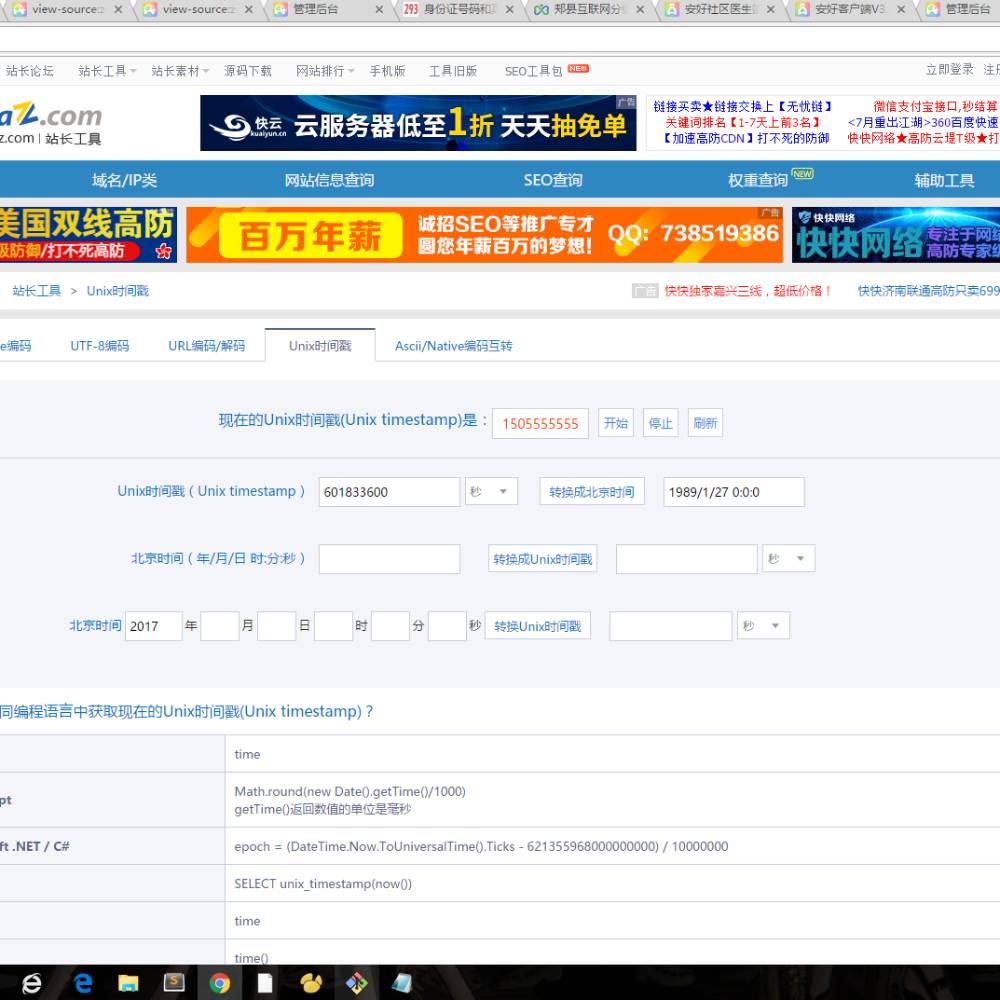 view-source:z view-source:z 管理后台 身份证号码和 郏县互联网分 安好社区医生 安好客户端V3. 管理后台
站长论坛 站长工具 站长素材 源码下载 网站排行 手机版 工具旧版 SEO工具包 NEW 立即登录
aZ.com
z.com | 站长工具
快云
kuaiyun.cn
云服务器低至1折 天天抽免单
广告
链接买卖★链接交换上【无忧链】 微信支付宝接口,秒结算
关键词排名【1-7天上前3名】 <7月重出江湖>360百度快速
【加速高防CDN】打不死的防御 快快网络★高防云堤T级★打
域名/IP类 网站信息查询 SEO查询 权重查询 NEW 辅助工具
美国双线高防
级防御/打不死高防
百万年薪
诚招SEO等推广专才
圆您年薪百万的梦想!
QQ: 738519386
广告
快快网络
快快网络
专注于网络
高防专家级
站长工具 > Unix时间戳 广告 快快独家嘉兴三线，超低价格！ 快快济南联通高防只卖699
e编码 UTF-8编码 URL编码/解码 Unix时间戳 Ascii/Native编码互转
现在的Unix时间戳(Unix timestamp)是： 1505555555 开始 停止 刷新
Unix时间戳（Unix timestamp） 601833600 秒 转换成北京时间 1989/1/27 0:0:0
北京时间（年/月/日 时:分:秒） 转换成Unix时间戳 秒
北京时间 2017 年 月 日 时 分 秒 转换Unix时间戳 秒
同编程语言中获取现在的Unix时间戳(Unix timestamp)？
time
pt
Math.round(new Date().getTime()/1000)
getTime()返回数值的单位是毫秒
ft .NET / C#
epoch = (DateTime.Now.ToUniversalTime().Ticks - 621355968000000000) / 10000000
SELECT unix_timestamp(now())
time
time()